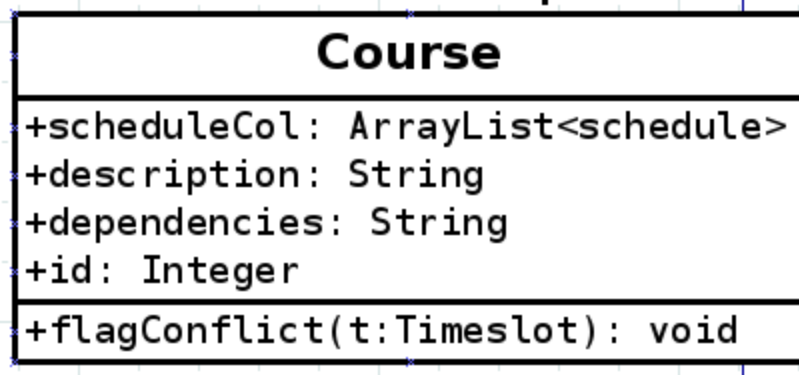 Course
+scheduleCol: ArrayList<schedule>
+description: String
+dependencies: String
+id: Integer
+flagConflict(t:Timeslot): void